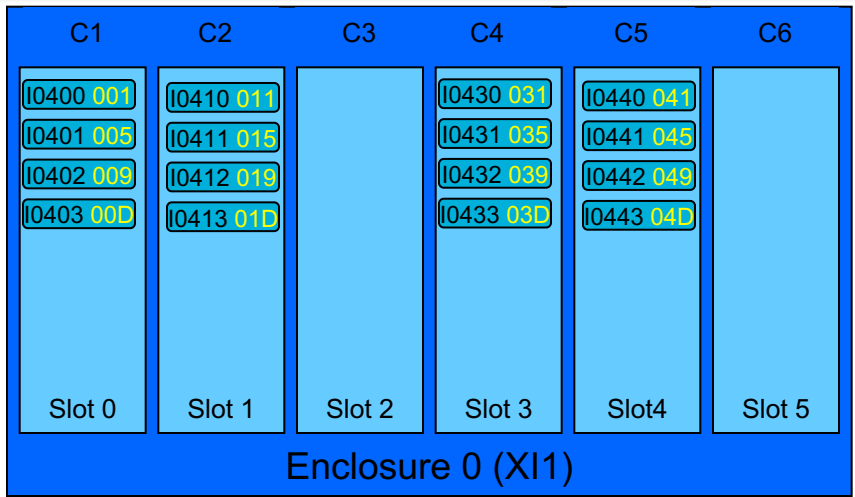 C1 C2 C3 C4 C5 C6
I0400 001
I0401 005
I0402 009
I0403 00D
Slot 0
I0410 011
I0411 015
I0412 019
I0413 01D
Slot 1
Slot 2
I0430 031
I0431 035
I0432 039
I0433 03D
Slot 3
I0440 041
I0441 045
I0442 049
I0443 04D
Slot4
Slot 5
Enclosure 0 (XI1)